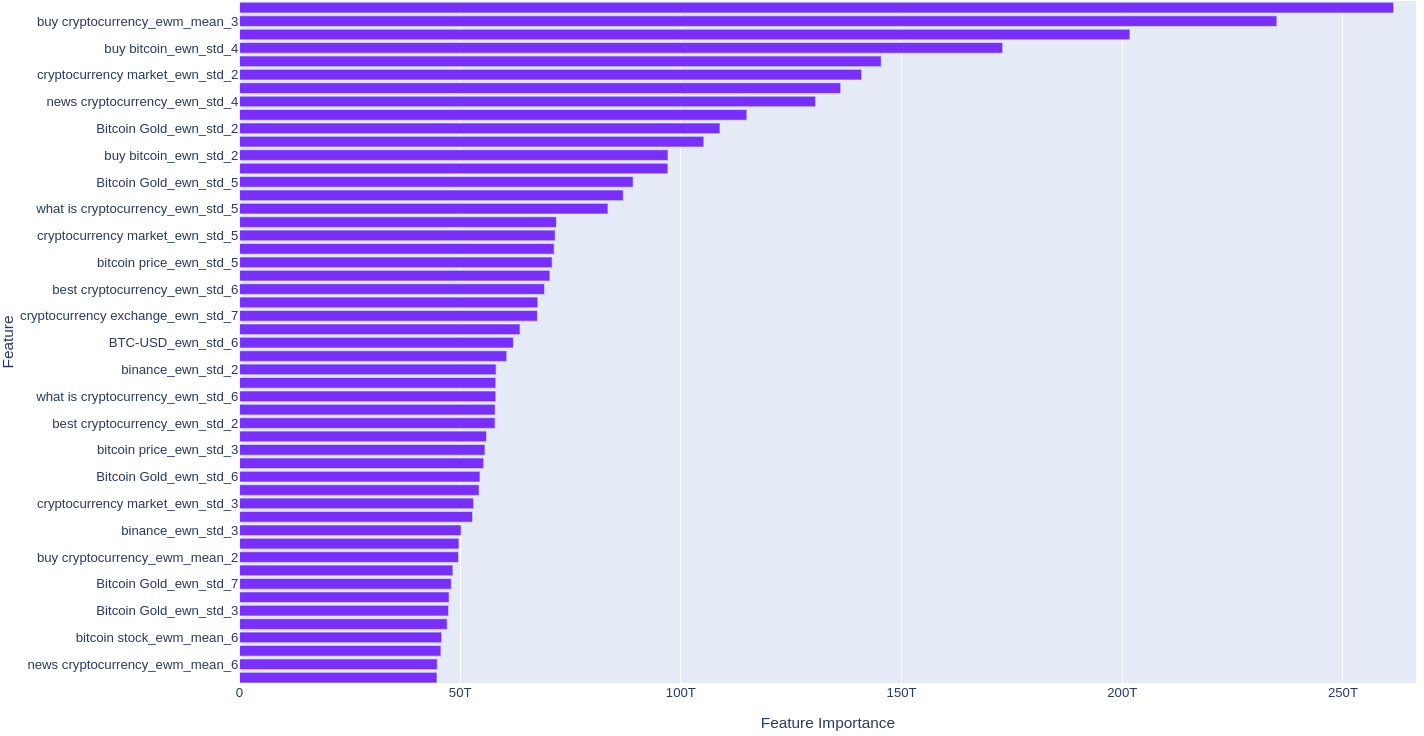 buy cryptocurrency_ewm_mean_3
buy bitcoin_ewn_std_4
cryptocurrency market_ewn_std_2
news cryptocurrency_ewn_std_4
Bitcoin Gold_ewn_std_2
buy bitcoin_ewn_std_2
Bitcoin Gold_ewn_std_5
what is cryptocurrency_ewn_std_5
cryptocurrency market_ewn_std_5
bitcoin price_ewn_std_5
best cryptocurrency_ewn_std_6
cryptocurrency exchange_ewn_std_7
BTC-USD_ewn_std_6
binance_ewn_std_2
what is cryptocurrency_ewn_std_6
best cryptocurrency_ewn_std_2
bitcoin price_ewn_std_3
Bitcoin Gold_ewn_std_6
cryptocurrency market_ewn_std_3
binance_ewn_std_3
buy cryptocurrency_ewm_mean_2
Bitcoin Gold_ewn_std_7
Bitcoin Gold_ewn_std_3
bitcoin stock_ewm_mean_6
news cryptocurrency_ewm_mean_6
Feature
0 50T 100T 150T 200T 250T
Feature Importance